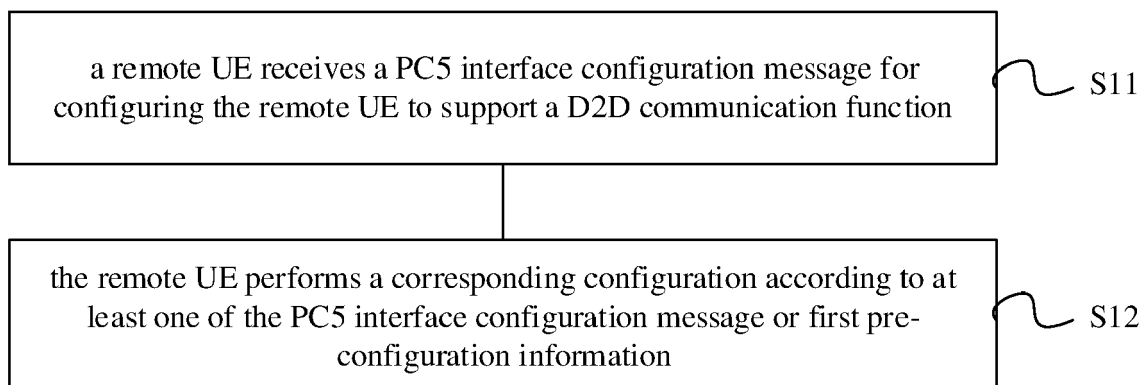 a remote UE receives a PC5 interface configuration message for
configuring the remote UE to support a D2D communication function
S11
the remote UE performs a corresponding configuration according to at
least one of the PC5 interface configuration message or first pre-
configuration information
S12